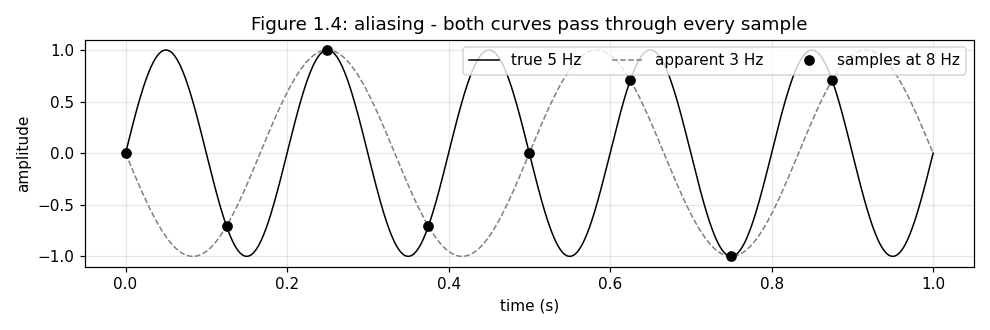 Figure 1.4: aliasing - both curves pass through every sample
true 5 Hz apparent 3 Hz samples at 8 Hz
amplitude
1.0
0.5
0.0
−0.5
−1.0
0.0 0.2 0.4 0.6 0.8 1.0
time (s)